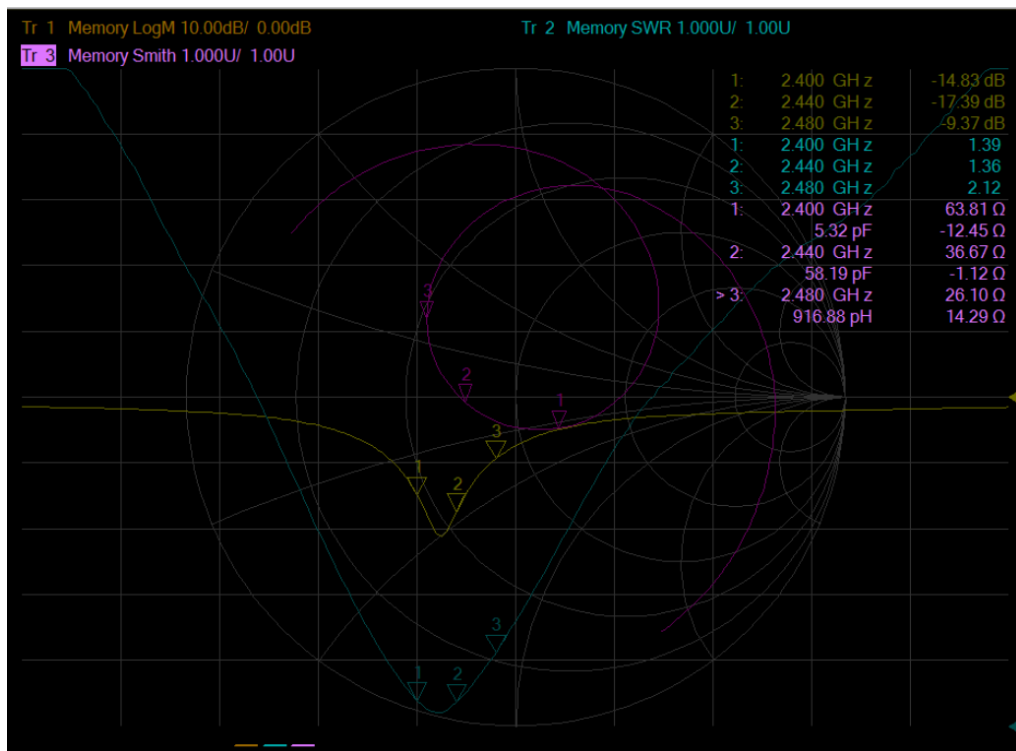 Tr 1 Memory LogM 10.00dB/ 0.00dB
Tr 2 Memory SWR 1.000U/ 1.00U
Tr 3 Memory Smith 1.000U/ 1.00U
1: 2.400 GHz -14.83 dB
2: 2.440 GHz -17.39 dB
3: 2.480 GHz -9.37 dB
1: 2.400 GHz 1.39
2: 2.440 GHz 1.36
3: 2.480 GHz 2.12
1: 2.400 GHz 63.81 Ω
5.32 pF -12.45 Ω
2: 2.440 GHz 36.67 Ω
58.19 pF -1.12 Ω
> 3: 2.480 GHz 26.10 Ω
916.88 pH 14.29 Ω
3
2
1
3
1
2
3
1
2